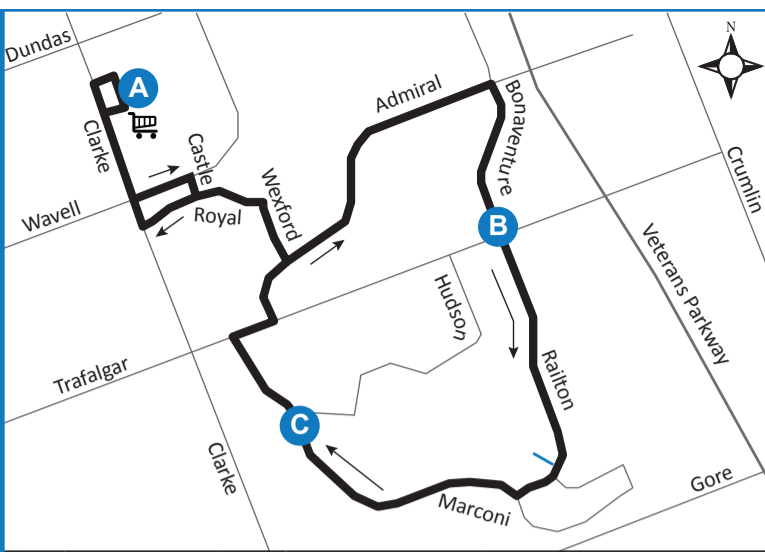 Dundas
N
A
Admiral
Bonaventure
Clarke
Castle
Crumlin
Wexford
Wavell
Royal
B
Veterans Parkway
Hudson
Trafalgar
Railton
C
Clarke
Gore
Marconi